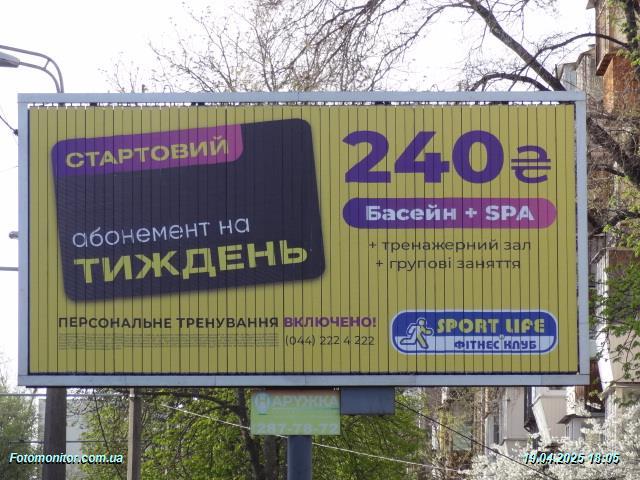 СТАРТОВИЙ
абонемент на
ТИЖДЕНЬ
240₴
Басейн + SPA
+ тренажерний зал
+ групові заняття
ПЕРСОНАЛЬНЕ ТРЕНУВАННЯ ВКЛЮЧЕНО!
(044) 222 4 222
SPORT LIFE
ФІТНЕС КЛУБ
НАРУЖКА
287-78-72
Fotomonitor.com.ua
19.04.2025 18:05